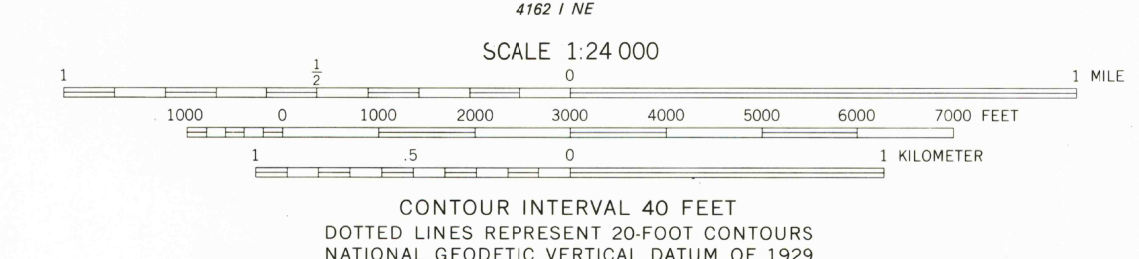 4162 I NE
SCALE 1:24 000
1 1/2 0 1 MILE
1000 0 1000 2000 3000 4000 5000 6000 7000 FEET
1 .5 0 1 KILOMETER
CONTOUR INTERVAL 40 FEET
DOTTED LINES REPRESENT 20-FOOT CONTOURS
NATIONAL GEODETIC VERTICAL DATUM OF 1929